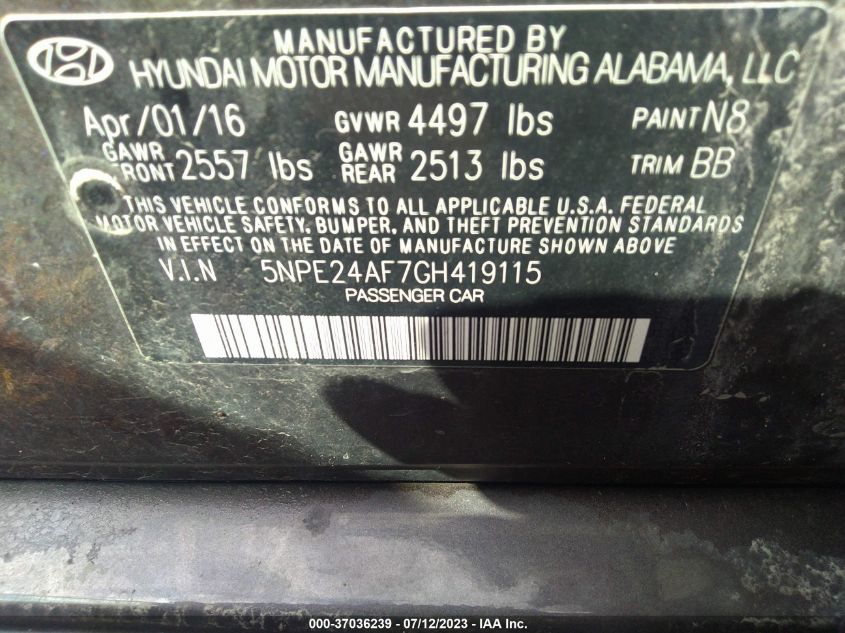 MANUFACTURED BY
HYUNDAI MOTOR MANUFACTURING ALABAMA, LLC
Apr/01/16 GVWR 4497 lbs PAINT N8
GAWR FRONT 2557 lbs GAWR REAR 2513 lbs TRIM BB
THIS VEHICLE CONFORMS TO ALL APPLICABLE U.S.A. FEDERAL
MOTOR VEHICLE SAFETY, BUMPER, AND THEFT PREVENTION STANDARDS
IN EFFECT ON THE DATE OF MANUFACTURE SHOWN ABOVE
V.I.N 5NPE24AF7GH419115
PASSENGER CAR
000-37036239 - 07/12/2023 - IAA Inc.